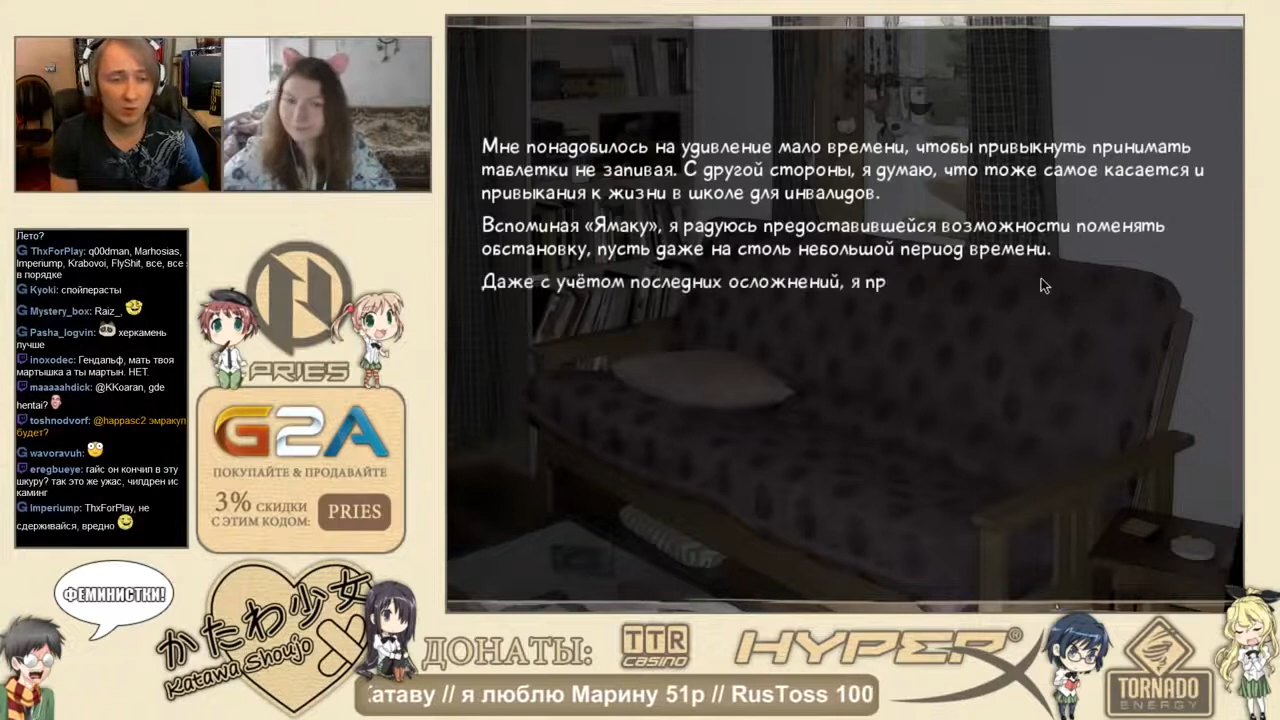 Мне понадобилось на удивление мало времени, чтобы привыкнуть принимать
таблетки не запивая. С другой стороны, я думаю, что тоже самое касается и
привыкания к жизни в школе для инвалидов.
Вспоминая «Ямаку», я радуюсь предоставившейся возможности поменять
обстановку, пусть даже на столь небольшой период времени.
Даже с учётом последних осложнений, я пр
Лето?
ThxForPlay: q00dman, Marhosias,
Imperiump, Krabovoi, FlyShit, все, все
в порядке
Kyoki: спойлерасты
Mystery_box: Raiz_,
Pasha_logvin: херкамень
лучше
inoxodec: Гендальф, мать твоя
мартышка а ты мартын. НЕТ.
maaaaahdick: @KKoaran, gde
hentai?
toshnodvorf: @happasc2 эмракул
будет?
wavoravuh:
eregbueye: гайс он кончил в эту
шкуру? так это же ужас, чилдрен ис
каминг
Imperiump: ThxForPlay, не
сдерживайся, вредно
PRIES
G2A
ПОКУПАЙТЕ & ПРОДАВАЙТЕ
3% СКИДКИ
С ЭТИМ КОДОМ:
PRIES
ФЕМИНИСТКИ!
かたわ少女
Katawa Shoujo
ДОНАТЫ:
TTR
CASINO
HYPERX®
TORNADO
ENERGY
Катаву // я люблю Марину 51р // RusToss 100